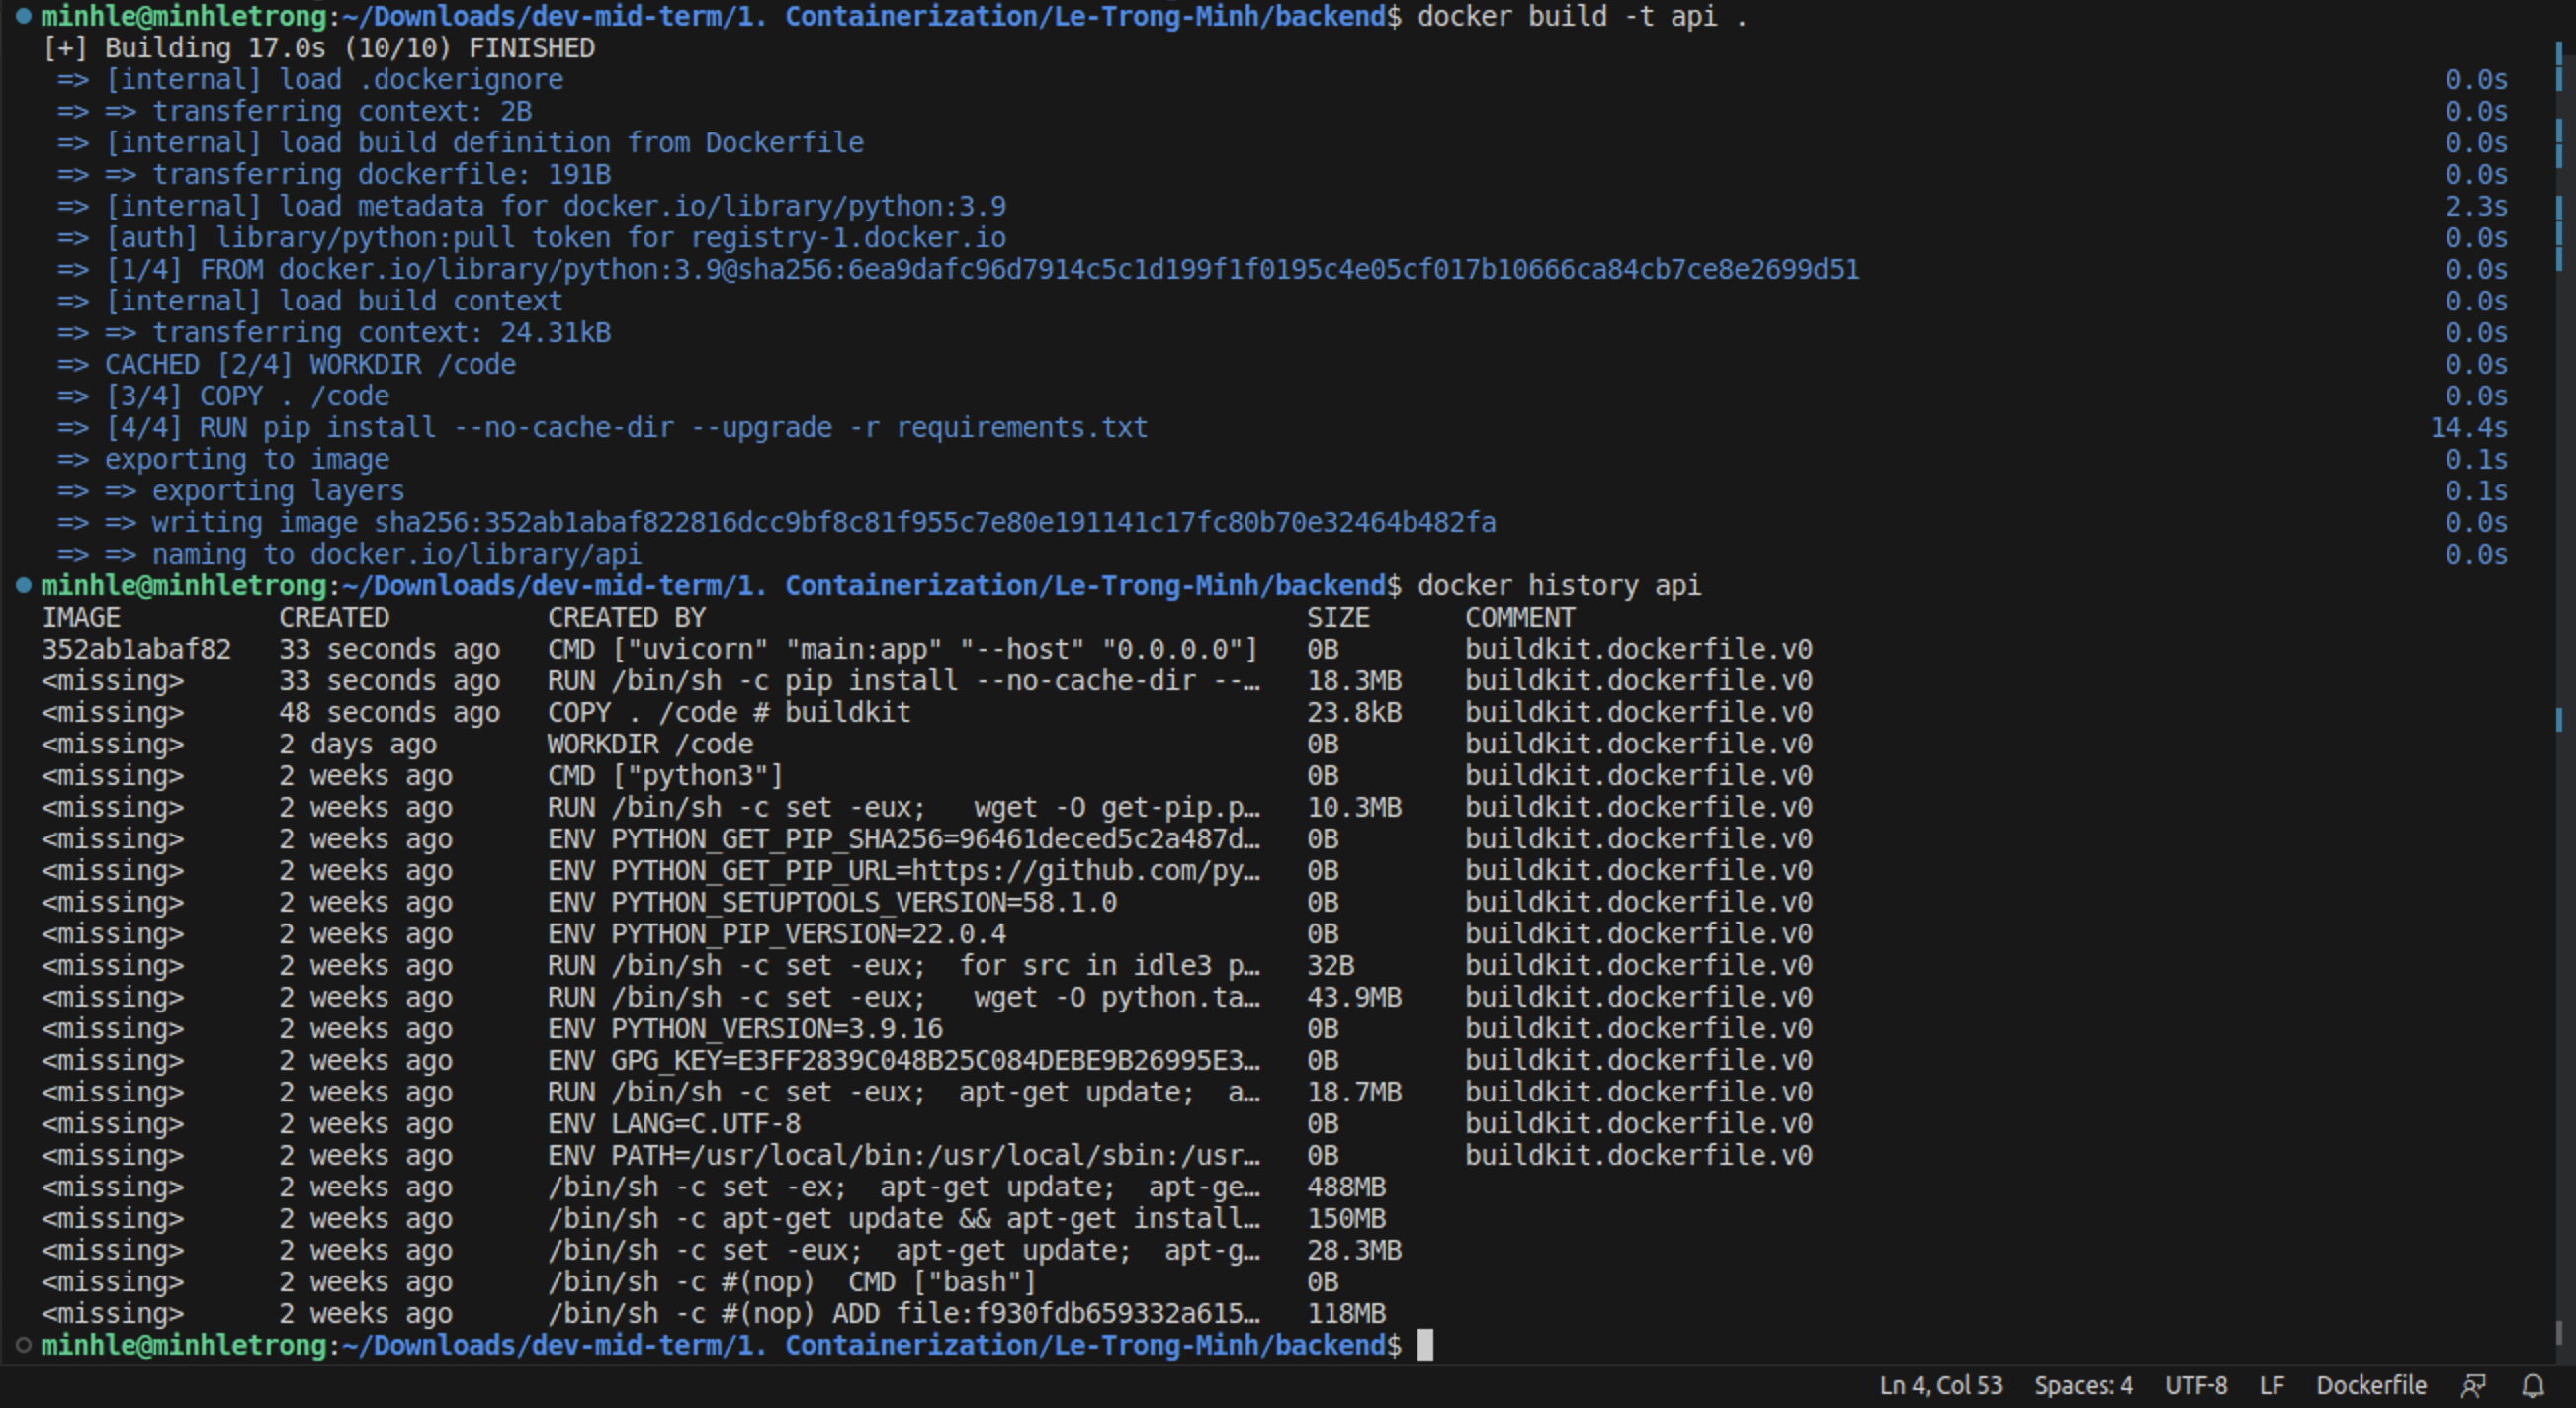 minhle@minhletrong:~/Downloads/dev-mid-term/1. Containerization/Le-Trong-Minh/backend$ docker build -t api .
[+] Building 17.0s (10/10) FINISHED
=> [internal] load .dockerignore 0.0s
=> => transferring context: 2B 0.0s
=> [internal] load build definition from Dockerfile 0.0s
=> => transferring dockerfile: 191B 0.0s
=> [internal] load metadata for docker.io/library/python:3.9 2.3s
=> [auth] library/python:pull token for registry-1.docker.io 0.0s
=> [1/4] FROM docker.io/library/python:3.9@sha256:6ea9dafc96d7914c5c1d199f1f0195c4e05cf017b10666ca84cb7ce8e2699d51 0.0s
=> [internal] load build context 0.0s
=> => transferring context: 24.31kB 0.0s
=> CACHED [2/4] WORKDIR /code 0.0s
=> [3/4] COPY . /code 0.0s
=> [4/4] RUN pip install --no-cache-dir --upgrade -r requirements.txt 14.4s
=> exporting to image 0.1s
=> => exporting layers 0.1s
=> => writing image sha256:352ab1abaf822816dcc9bf8c81f955c7e80e191141c17fc80b70e32464b482fa 0.0s
=> => naming to docker.io/library/api 0.0s
minhle@minhletrong:~/Downloads/dev-mid-term/1. Containerization/Le-Trong-Minh/backend$ docker history api
IMAGE CREATED CREATED BY SIZE COMMENT
352ab1abaf82 33 seconds ago CMD ["uvicorn" "main:app" "--host" "0.0.0.0"] 0B buildkit.dockerfile.v0
<missing> 33 seconds ago RUN /bin/sh -c pip install --no-cache-dir --… 18.3MB buildkit.dockerfile.v0
<missing> 48 seconds ago COPY . /code # buildkit 23.8kB buildkit.dockerfile.v0
<missing> 2 days ago WORKDIR /code 0B buildkit.dockerfile.v0
<missing> 2 weeks ago CMD ["python3"] 0B buildkit.dockerfile.v0
<missing> 2 weeks ago RUN /bin/sh -c set -eux; wget -O get-pip.p… 10.3MB buildkit.dockerfile.v0
<missing> 2 weeks ago ENV PYTHON_GET_PIP_SHA256=96461deced5c2a487d… 0B buildkit.dockerfile.v0
<missing> 2 weeks ago ENV PYTHON_GET_PIP_URL=https://github.com/py… 0B buildkit.dockerfile.v0
<missing> 2 weeks ago ENV PYTHON_SETUPTOOLS_VERSION=58.1.0 0B buildkit.dockerfile.v0
<missing> 2 weeks ago ENV PYTHON_PIP_VERSION=22.0.4 0B buildkit.dockerfile.v0
<missing> 2 weeks ago RUN /bin/sh -c set -eux; for src in idle3 p… 32B buildkit.dockerfile.v0
<missing> 2 weeks ago RUN /bin/sh -c set -eux; wget -O python.ta… 43.9MB buildkit.dockerfile.v0
<missing> 2 weeks ago ENV PYTHON_VERSION=3.9.16 0B buildkit.dockerfile.v0
<missing> 2 weeks ago ENV GPG_KEY=E3FF2839C048B25C084DEBE9B26995E3… 0B buildkit.dockerfile.v0
<missing> 2 weeks ago RUN /bin/sh -c set -eux; apt-get update; a… 18.7MB buildkit.dockerfile.v0
<missing> 2 weeks ago ENV LANG=C.UTF-8 0B buildkit.dockerfile.v0
<missing> 2 weeks ago ENV PATH=/usr/local/bin:/usr/local/sbin:/usr… 0B buildkit.dockerfile.v0
<missing> 2 weeks ago /bin/sh -c set -ex; apt-get update; apt-ge… 488MB
<missing> 2 weeks ago /bin/sh -c apt-get update && apt-get install… 150MB
<missing> 2 weeks ago /bin/sh -c set -eux; apt-get update; apt-g… 28.3MB
<missing> 2 weeks ago /bin/sh -c #(nop) CMD ["bash"] 0B
<missing> 2 weeks ago /bin/sh -c #(nop) ADD file:f930fdb659332a615… 118MB
minhle@minhletrong:~/Downloads/dev-mid-term/1. Containerization/Le-Trong-Minh/backend$
Ln 4, Col 53 Spaces: 4 UTF-8 LF Dockerfile